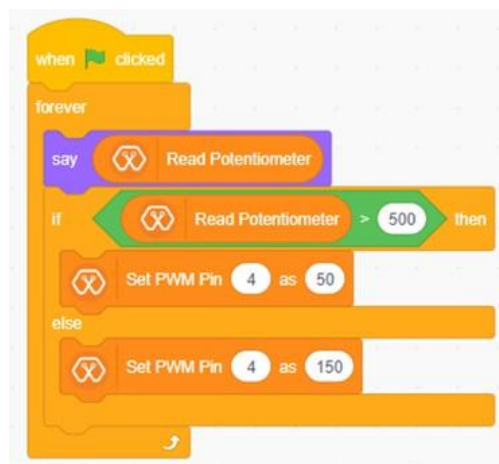 when clicked
forever
say Read Potentiometer
if Read Potentiometer > 500 then
Set PWM Pin 4 as 50
else
Set PWM Pin 4 as 150